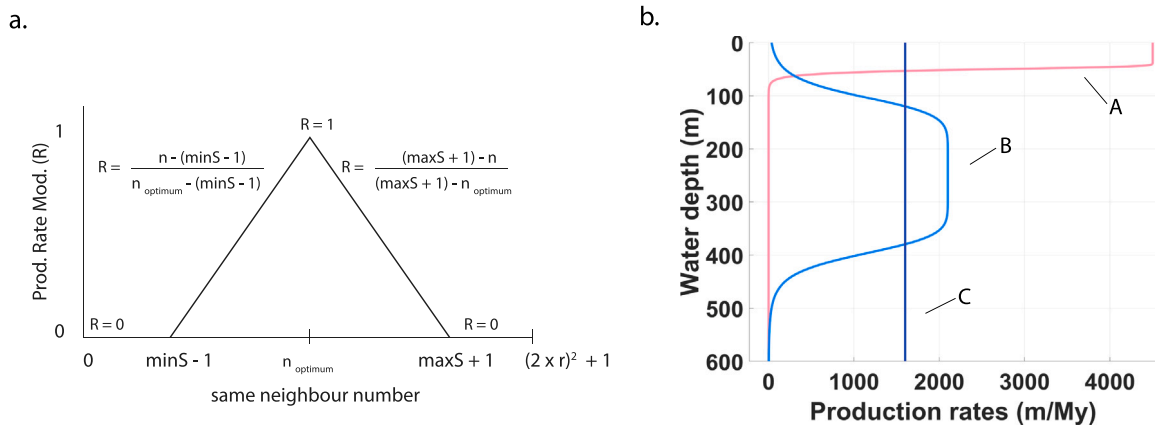 a.
Prod. Rate Mod. (R)
1
0
R = 1
R = n - (minS - 1)
n optimum - (minS - 1)
R = (maxS + 1) - n
(maxS + 1) - n optimum
R = 0
R = 0
0 minS - 1 n optimum maxS + 1 (2 x r)² + 1
same neighbour number
b.
Water depth (m)
0
100
200
300
400
500
600
A
B
C
0 1000 2000 3000 4000
Production rates (m/My)